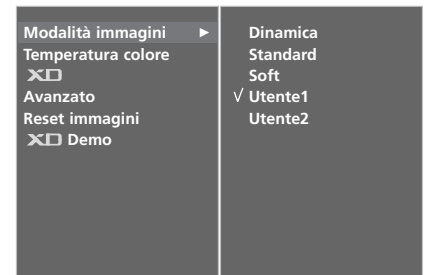 Modalità immagini ►
Temperatura colore
XD
Avanzato
Reset immagini
XD Demo
Dinamica
Standard
Soft
√ Utente1
Utente2